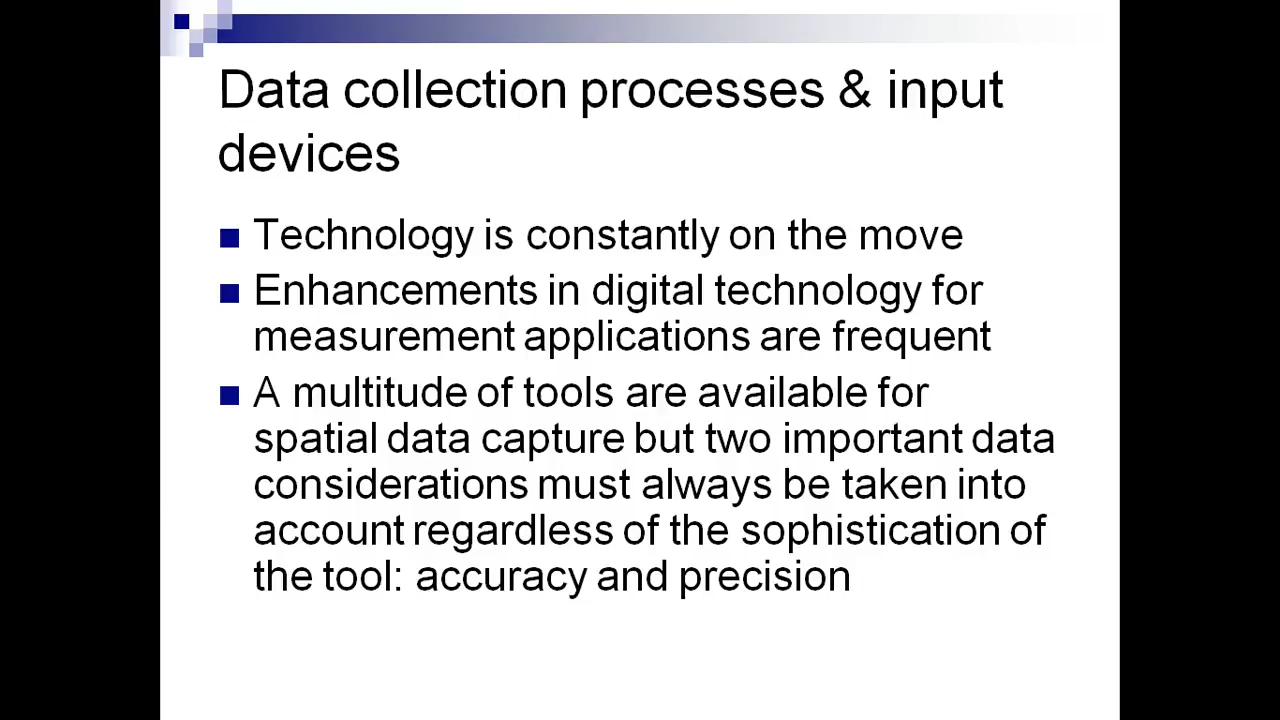 Data collection processes & input
devices
Technology is constantly on the move
Enhancements in digital technology for
measurement applications are frequent
A multitude of tools are available for
spatial data capture but two important data
considerations must always be taken into
account regardless of the sophistication of
the tool: accuracy and precision